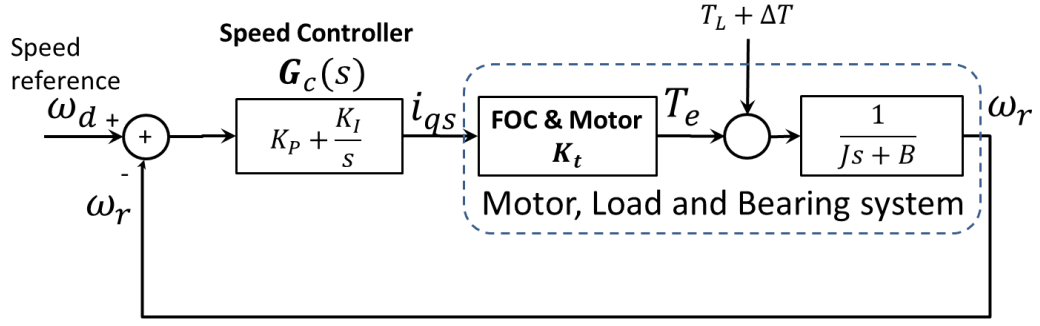 T_L + ΔT
Speed Controller
G_c(s)
Speed
reference
ω_d
+
+
-
ω_r
K_P + K_I/s
i_qs
FOC & Motor
K_t
T_e
1/(Js + B)
ω_r
Motor, Load and Bearing system